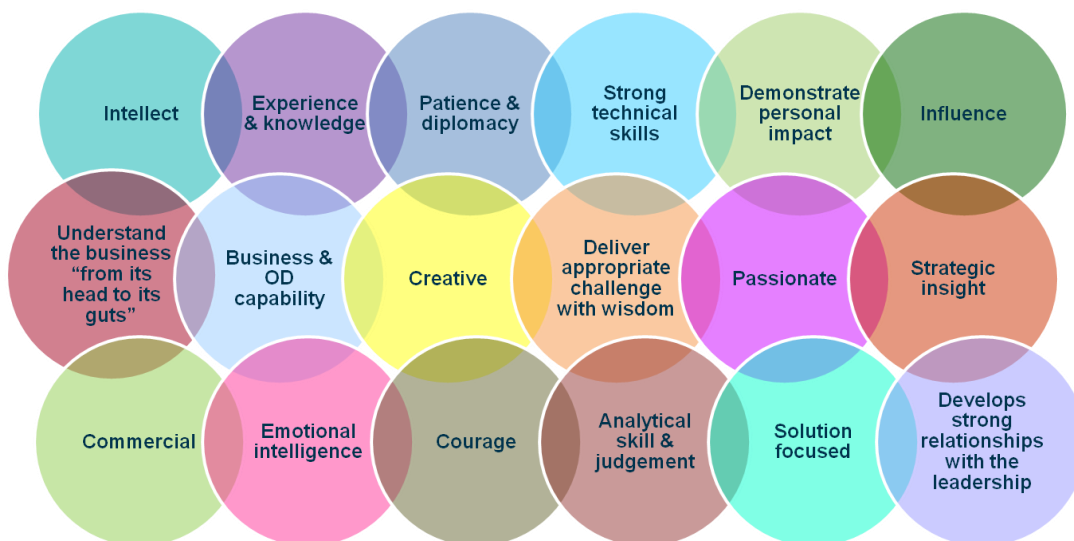 Intellect
Experience
& knowledge
Patience &
diplomacy
Strong
technical
skills
Demonstrate
personal
impact
Influence
Understand
the business
“from its
head to its
guts”
Business &
OD
capability
Creative
Deliver
appropriate
challenge
with wisdom
Passionate
Strategic
insight
Commercial
Emotional
intelligence
Courage
Analytical
skill &
judgement
Solution
focused
Develops
strong
relationships
with the
leadership